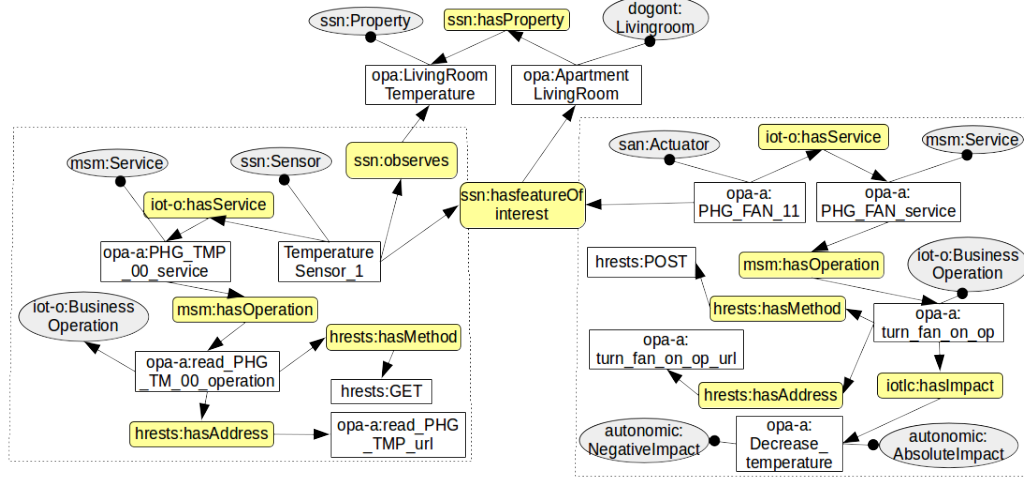 ssn:Property
ssn:hasProperty
dogont:
Livingroom
opa:LivingRoom
Temperature
opa:Apartment
LivingRoom
msm:Service
ssn:Sensor
ssn:observes
iot-o:hasService
opa-a:PHG_TMP
_00_service
Temperature
Sensor_1
ssn:hasfeatureOf
interest
iot-o:Business
Operation
msm:hasOperation
opa-a:read_PHG
_TM_00_operation
hrests:hasMethod
hrests:GET
hrests:hasAddress
opa-a:read_PHG
_TMP_url
san:Actuator
iot-o:hasService
msm:Service
opa-a:
PHG_FAN_11
opa-a:
PHG_FAN_service
hrests:POST
msm:hasOperation
iot-o:Business
Operation
hrests:hasMethod
opa-a:
turn_fan_on_op
opa-a:
turn_fan_on_op_url
hrests:hasAddress
iotlc:hasImpact
autonomic:
NegativeImpact
opa-a:
Decrease_
temperature
autonomic:
AbsoluteImpact